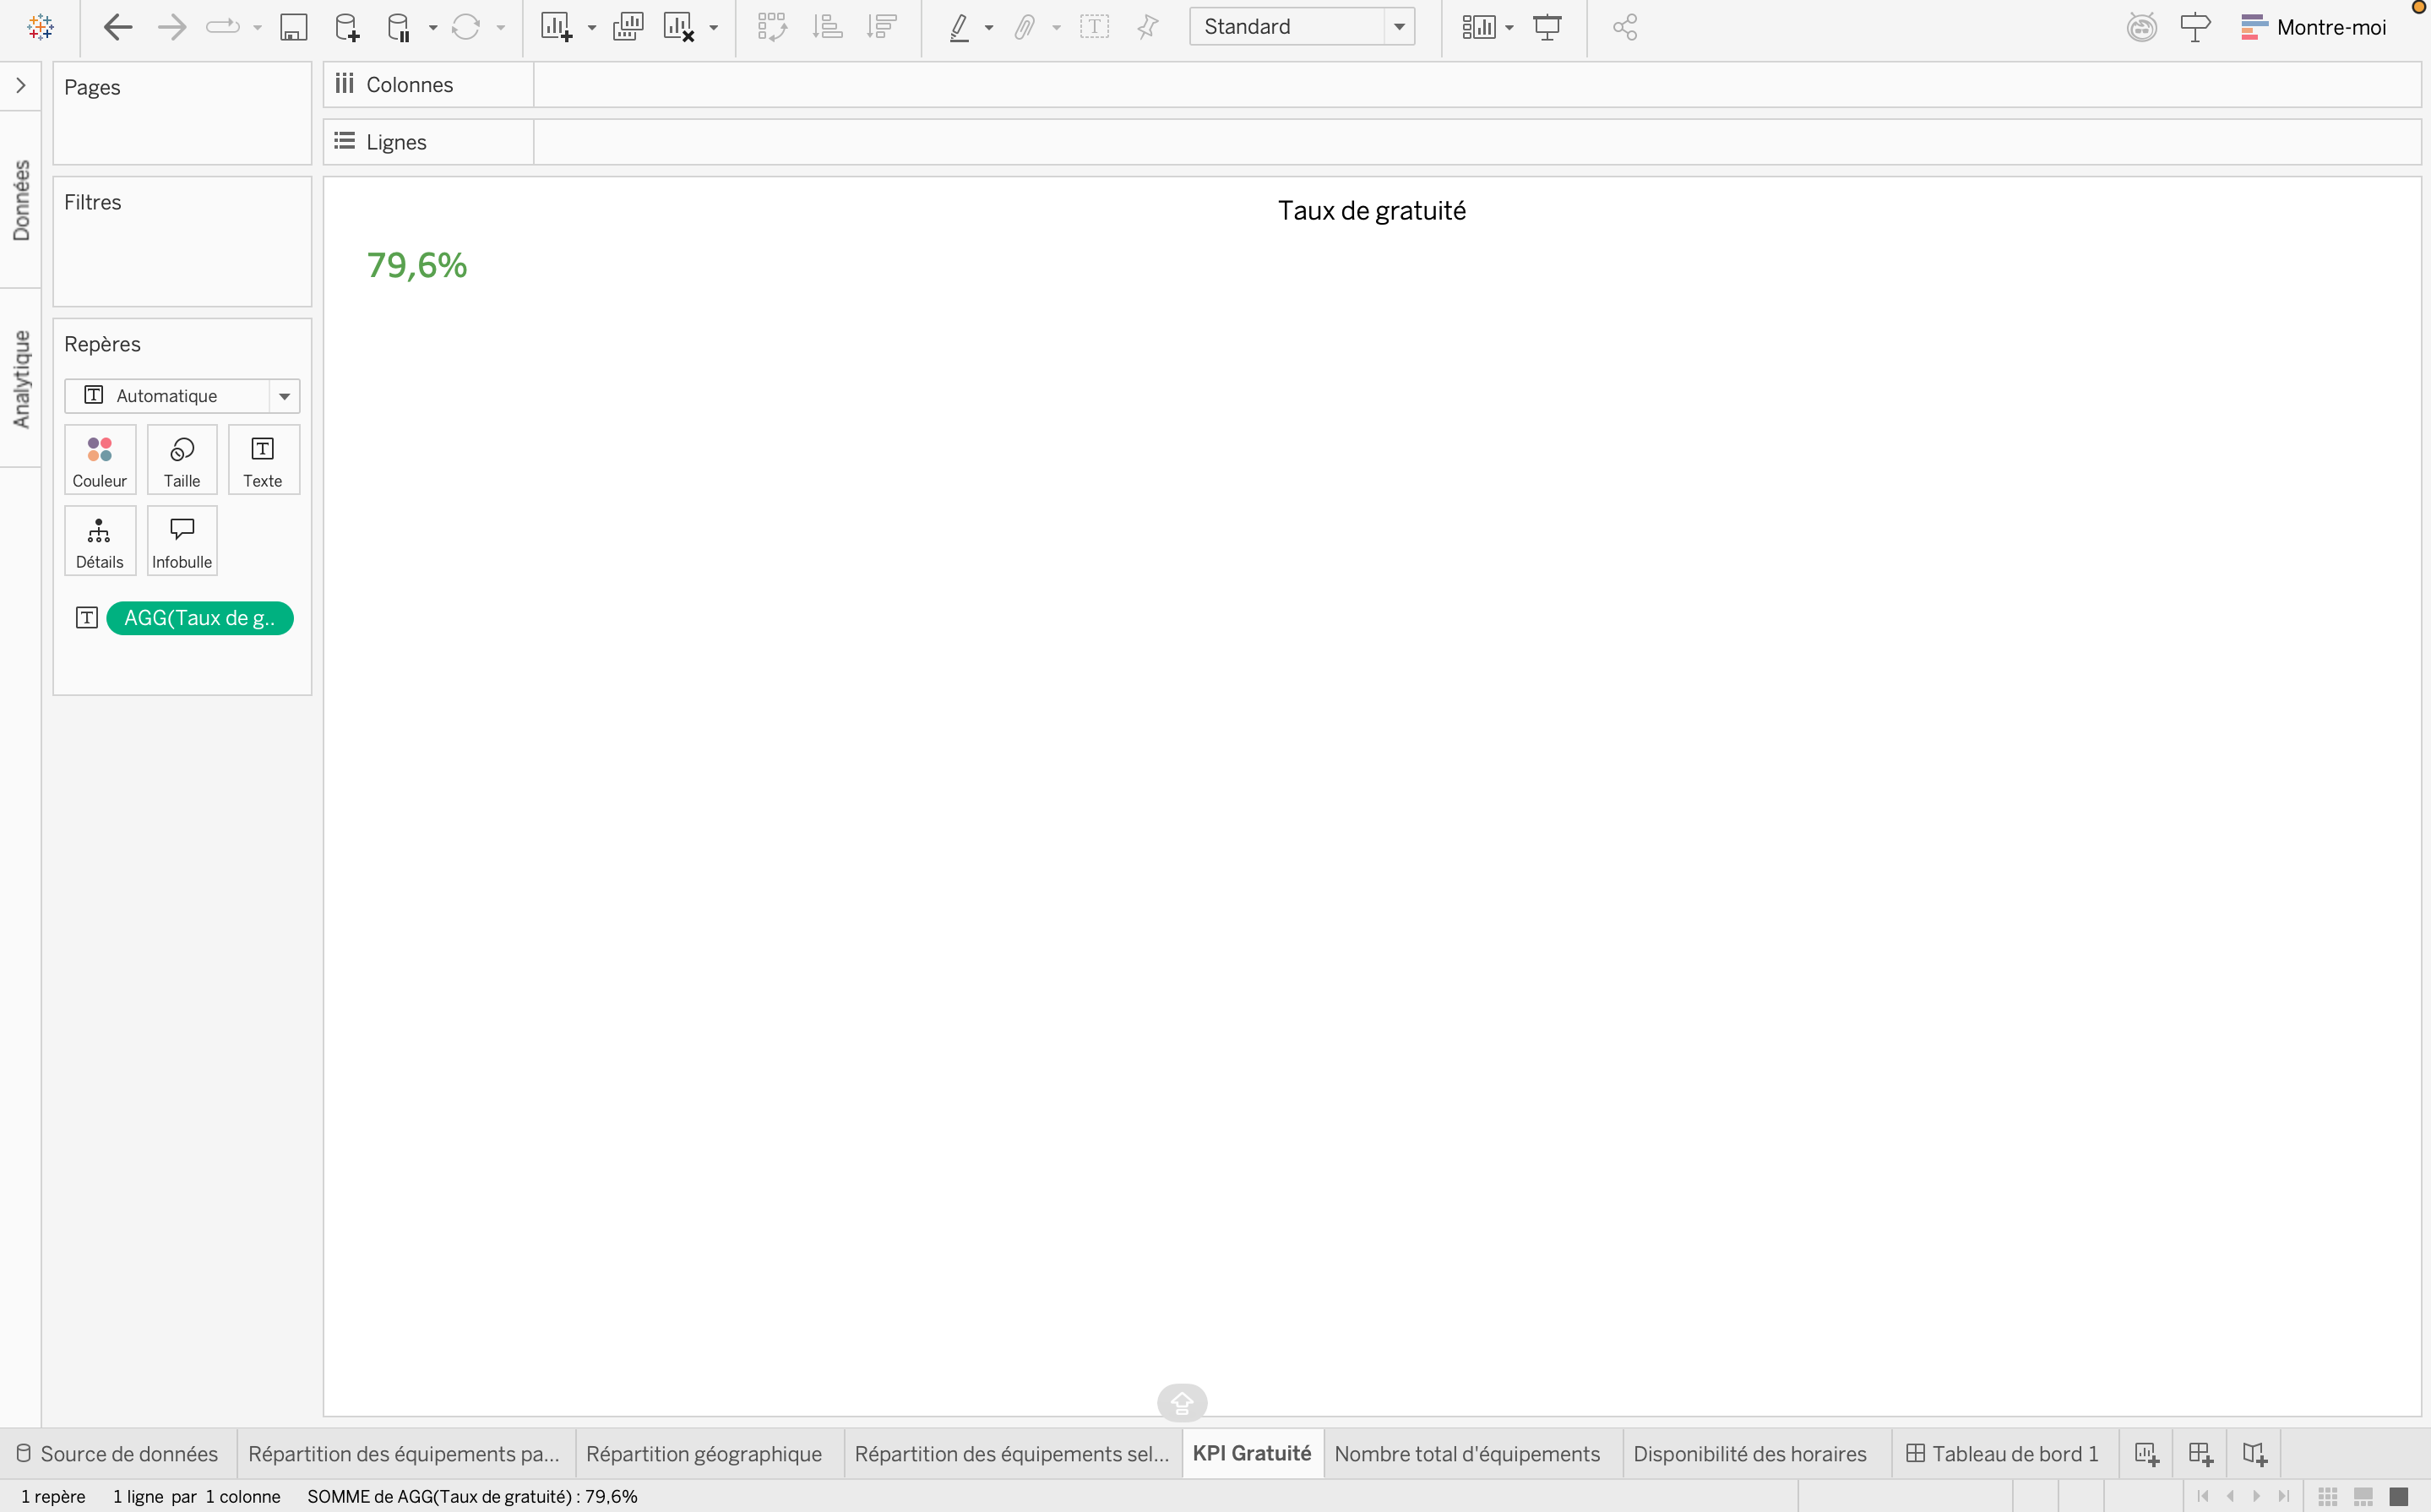 Standard
Montre-moi
Pages
Colonnes
Lignes
Données
Analytique
Filtres
Taux de gratuité
79,6%
Repères
Automatique
Couleur
Taille
Texte
Détails
Infobulle
AGG(Taux de g..
Source de données
Répartition des équipements pa...
Répartition géographique
Répartition des équipements sel...
KPI Gratuité
Nombre total d'équipements
Disponibilité des horaires
Tableau de bord 1
1 repère
1 ligne par 1 colonne
SOMME de AGG(Taux de gratuité) : 79,6%